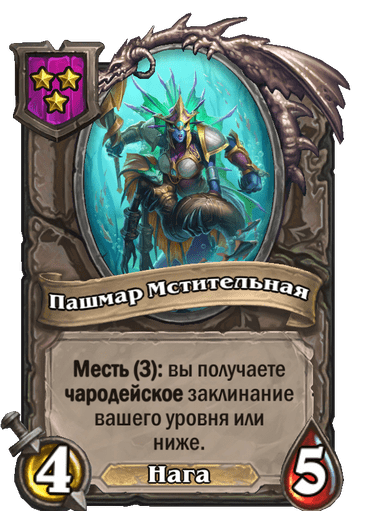 Пашмар Мстительная
Месть (3): вы получаете
чародейское заклинание
вашего уровня или
ниже.
4
Нага
5